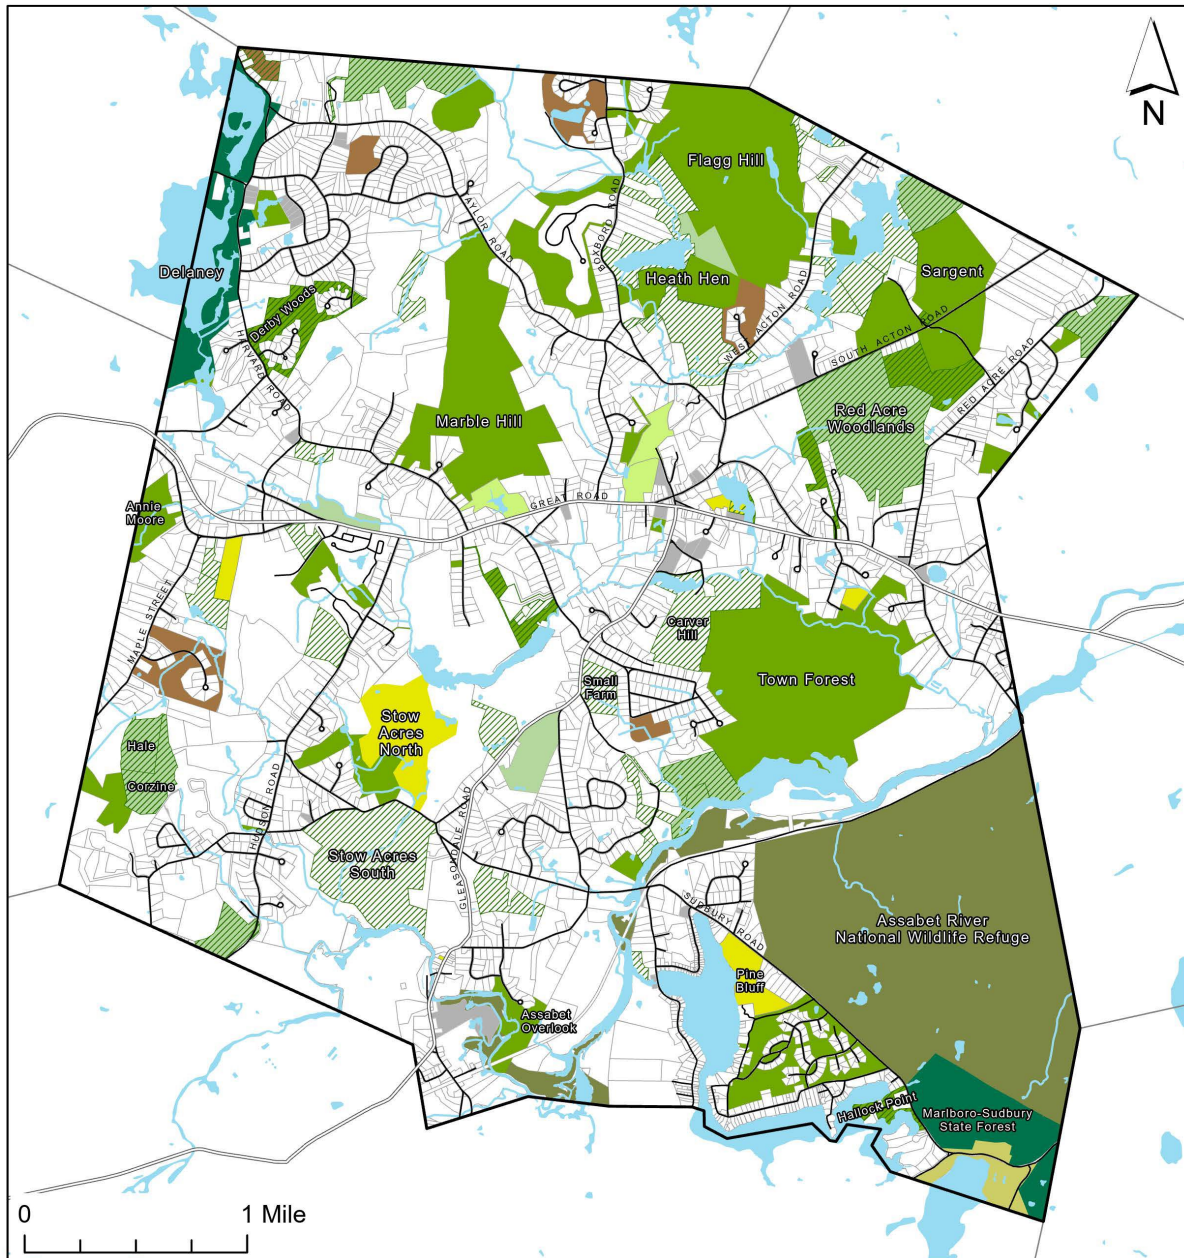 N
Flagg Hill
TAYLOR ROAD
BOXBORO ROAD
Delaney
Heath Hen
Sargent
Derby Woods
WEST ACTON ROAD
SOUTH ACTON ROAD
HARVARD ROAD
RED ACRE ROAD
Marble Hill
Red Acre
Woodlands
GREAT ROAD
Annie
Moore
MAPLE STREET
Carver
Hill
Small
Farm
Town Forest
Stow
Acres
North
Hale
Corzine
HUDSON ROAD
GLEASONDALE ROAD
Stow Acres
South
SUDBURY ROAD
Assabet River
National Wildlife Refuge
Pine
Bluff
Assabet
Overlook
Hallock Point
Marlboro-Sudbury
State Forest
0 1 Mile